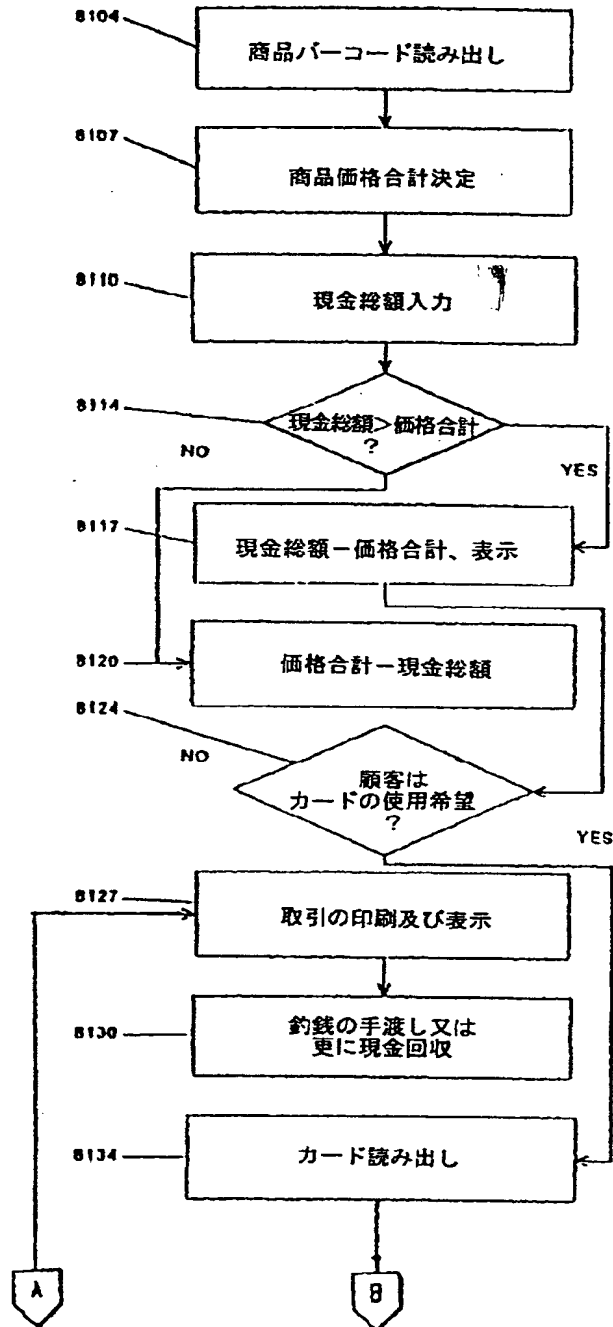 8104
商品バーコード読み出し
8107
商品価格合計決定
8110
現金総額入力
8114
現金総額>価格合計
?
NO
YES
8117
現金総額-価格合計、表示
8120
価格合計-現金総額
8124
NO
顧客は
カードの使用希望
?
YES
8127
取引の印刷及び表示
8130
釣銭の手渡し又は
更に現金回収
8134
カード読み出し
A
B